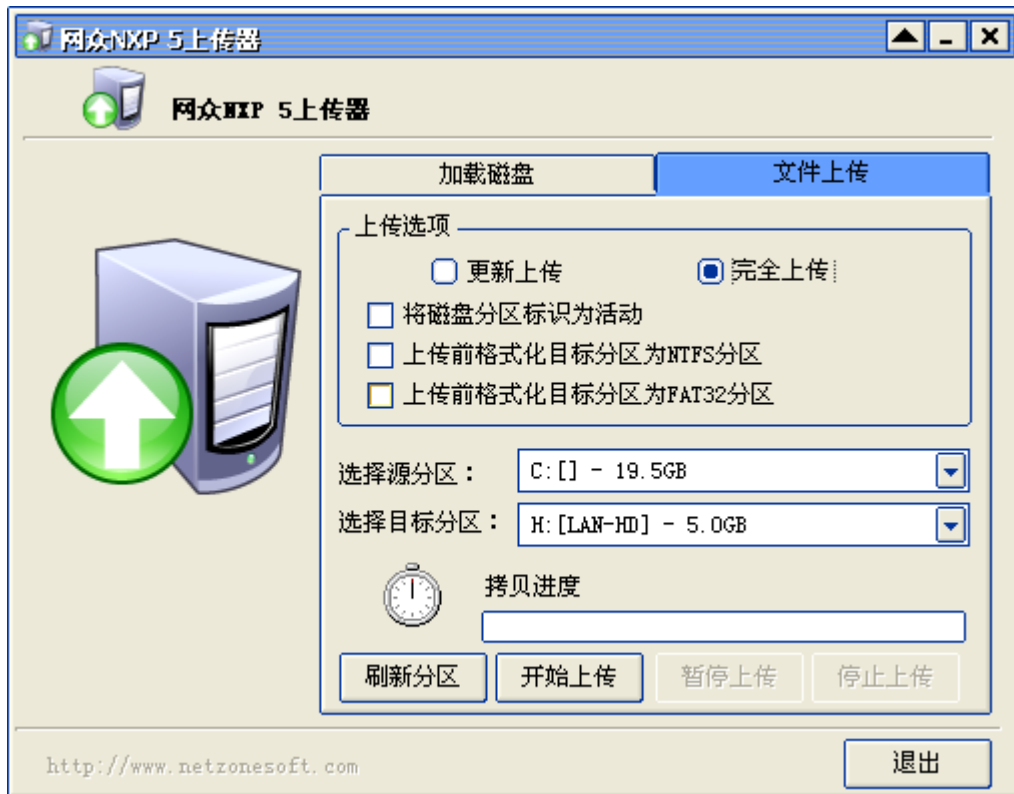 网众NXP 5上传器
网众NXP 5上传器
加载磁盘 文件上传
上传选项
更新上传 完全上传
将磁盘分区标识为活动
上传前格式化目标分区为NTFS分区
上传前格式化目标分区为FAT32分区
选择源分区： C:[] - 19.5GB
选择目标分区： H:[LAN-HD] - 5.0GB
拷贝进度
刷新分区 开始上传 暂停上传 停止上传
http://www.netzonesoft.com 退出